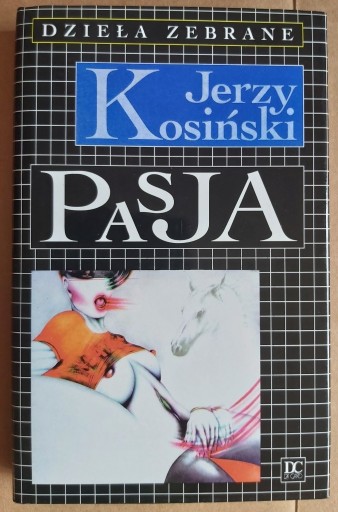 DZIEŁA ZEBRANE
Jerzy
Kosiński
PASJA
DC